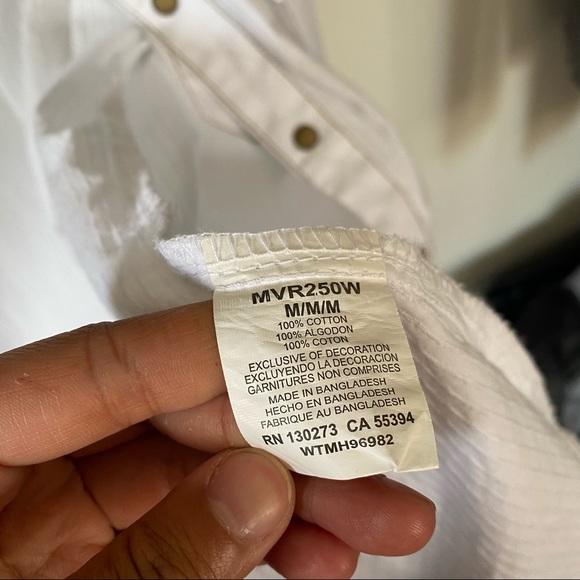 MVR250W
M/M/M
100% COTTON
100% ALGODON
100% COTON
EXCLUSIVE OF DECORATION
EXCLUYENDO LA DECORACIÓN
GARNITURES NON COMPRISES
MADE IN BANGLADESH
HECHO EN BANGLADESH
FABRIQUE AU BANGLADESH
RN 130273 CA 55394
WTMH96982